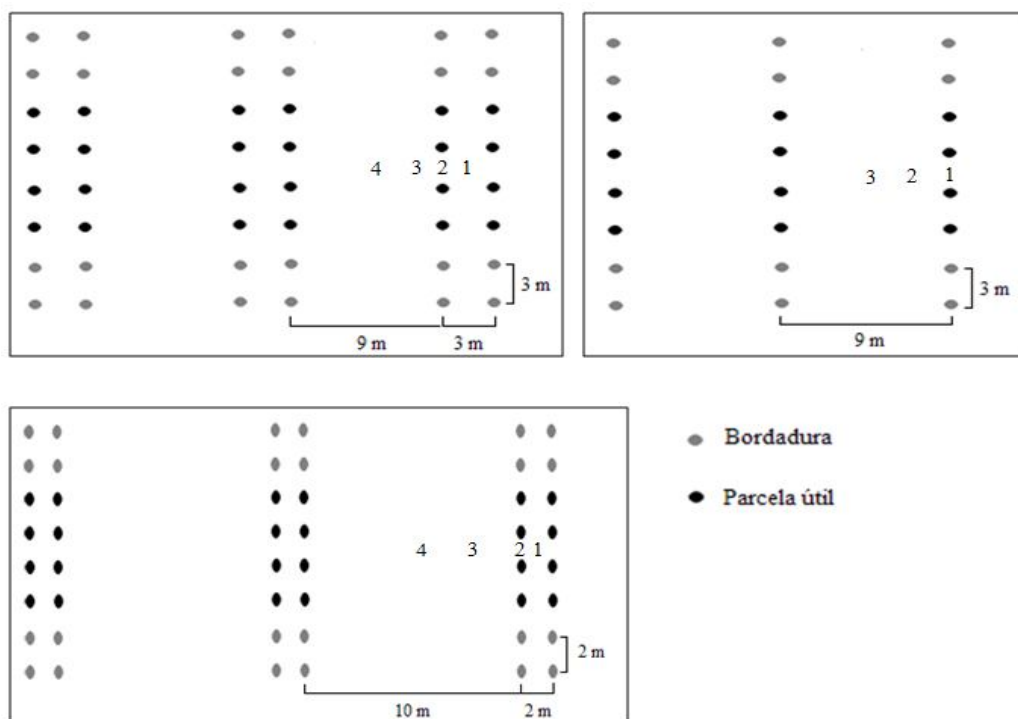 4 3 2 1
3 m
9 m 3 m
3 2 1
3 m
9 m
4 3 2 1
2 m
10 m 2 m
Bordadura
Parcela útil